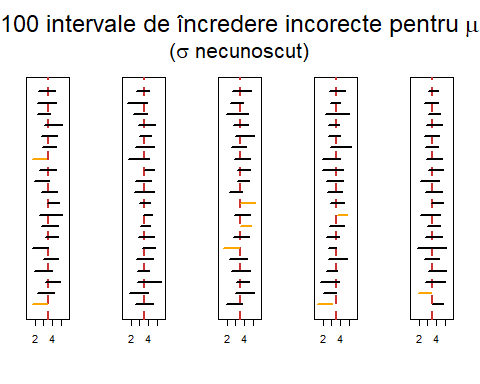 100 intervale de încredere incorecte pentru μ
(σ necunoscut)
2 4 2 4 2 4 2 4 2 4